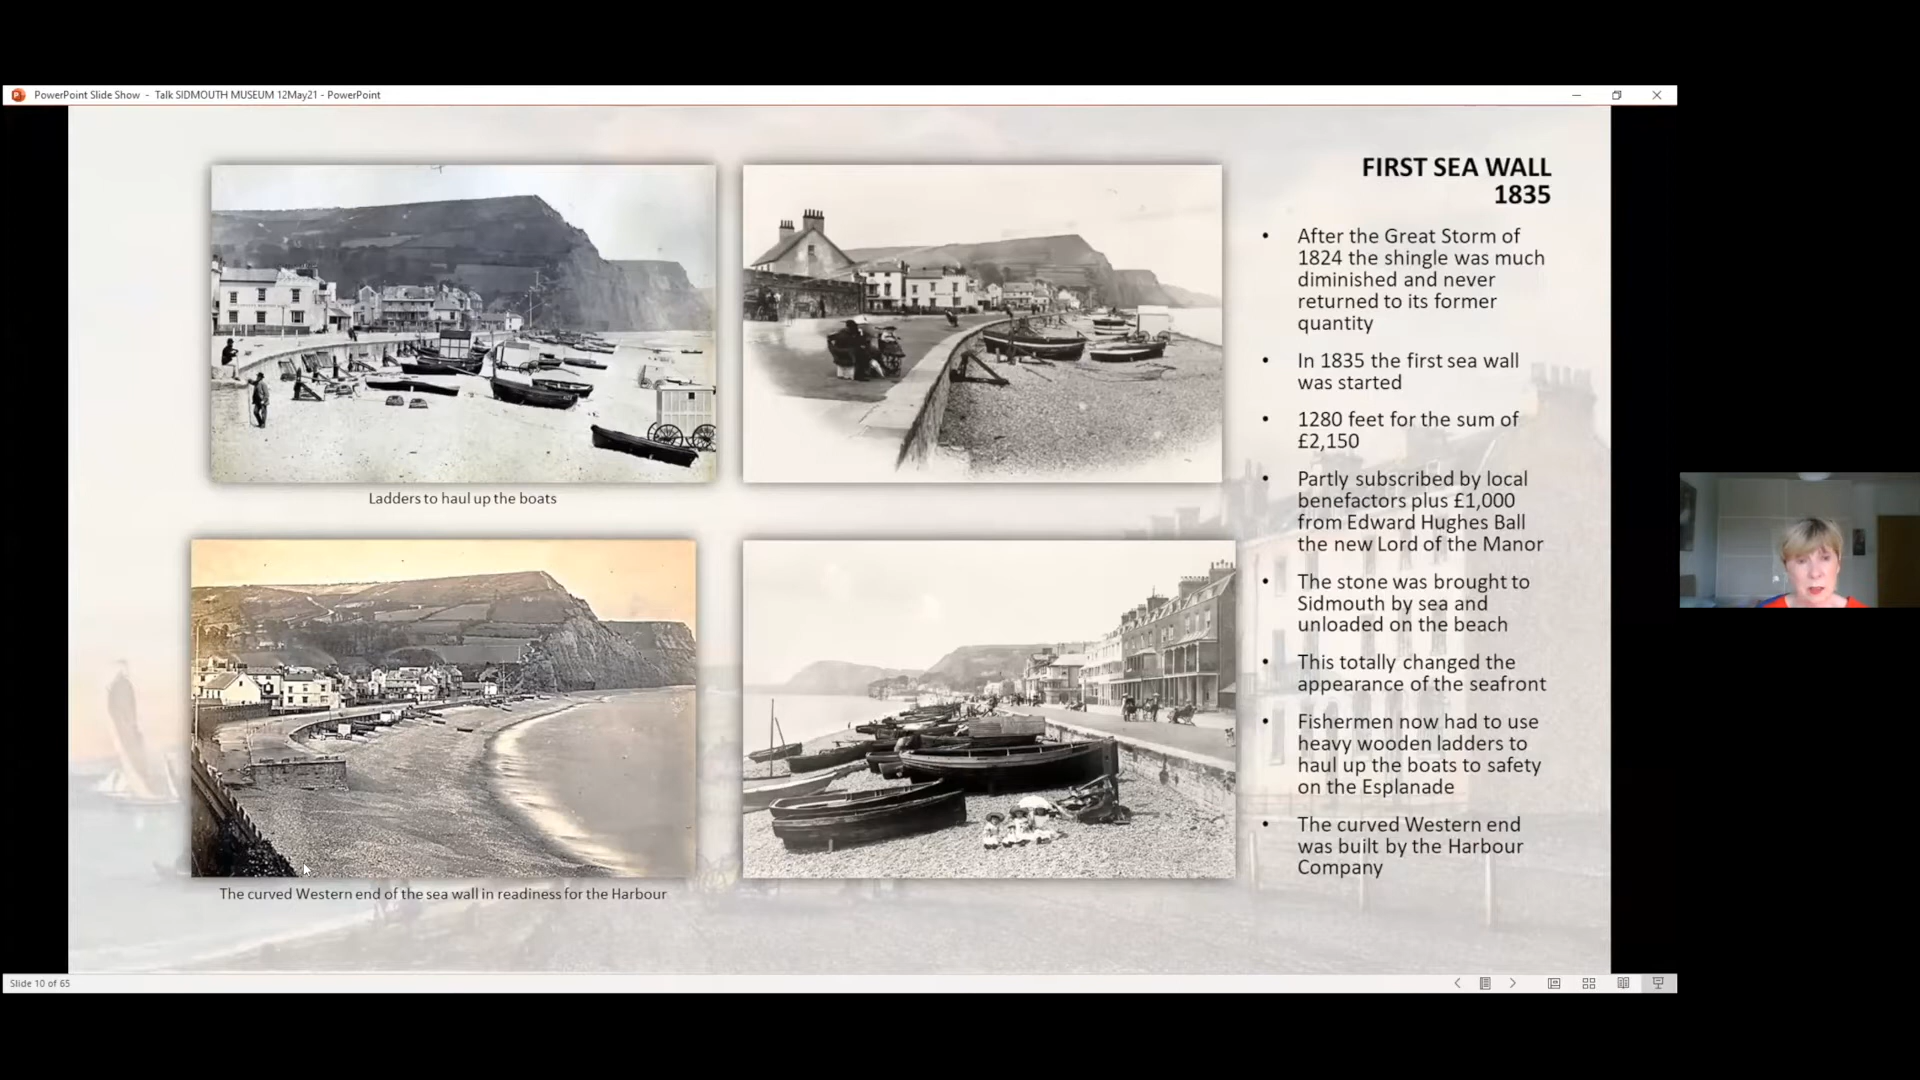 PowerPoint Slide Show - Talk SIDMOUTH MUSEUM 12May21 - PowerPoint
Ladders to haul up the boats
The curved Western end of the sea wall in readiness for the Harbour
FIRST SEA WALL
1835
• After the Great Storm of
1824 the shingle was much
diminished and never
returned to its former
quantity
• In 1835 the first sea wall
was started
• 1280 feet for the sum of
£2,150
• Partly subscribed by local
benefactors plus £1,000
from Edward Hughes Ball
the new Lord of the Manor
• The stone was brought to
Sidmouth by sea and
unloaded on the beach
• This totally changed the
appearance of the seafront
• Fishermen now had to use
heavy wooden ladders to
haul up the boats to safety
on the Esplanade
• The curved Western end
was built by the Harbour
Company
Slide 10 of 65